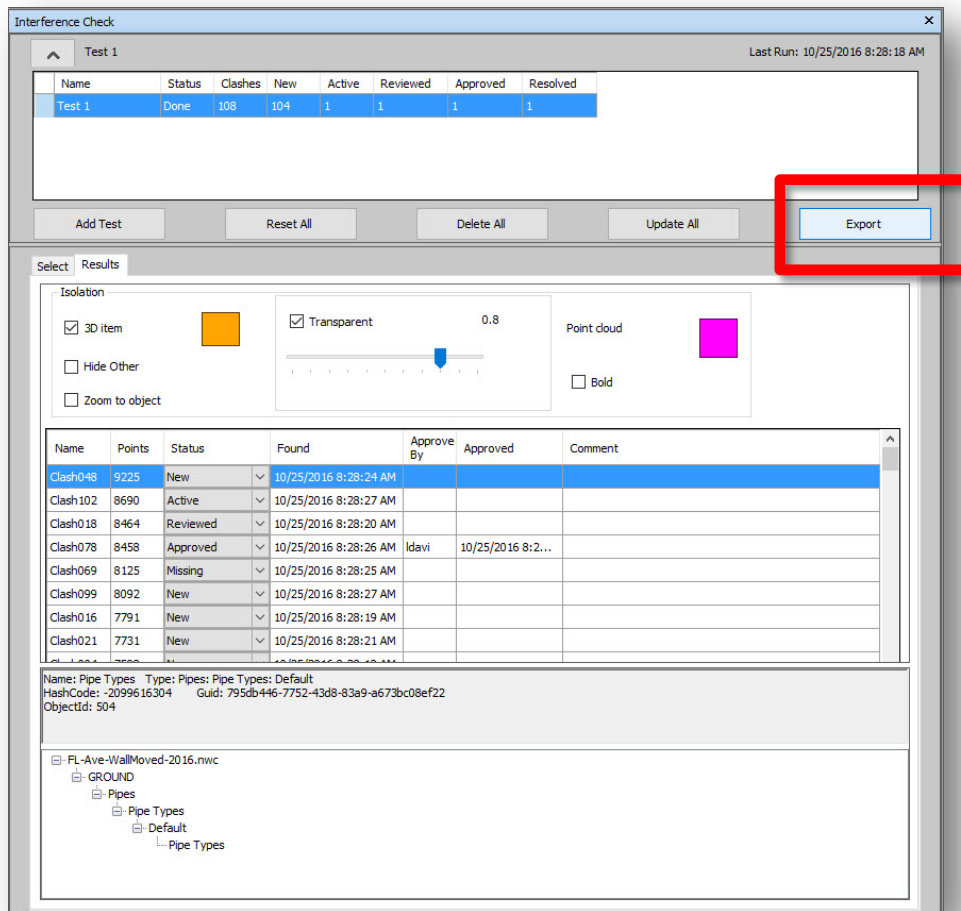 Interference Check
Test 1 Last Run: 10/25/2016 8:28:18 AM
Name Status Clashes New Active Reviewed Approved Resolved
Test 1 Done 108 104 1 1 1 1
Add Test Reset All Delete All Update All Export
Select Results
Isolation
3D item Transparent 0.8 Point cloud
Hide Other
Bold
Zoom to object
Name Points Status Found Approve By Approved Comment
Clash048 9225 New 10/25/2016 8:28:24 AM
Clash102 8690 Active 10/25/2016 8:28:27 AM
Clash018 8464 Reviewed 10/25/2016 8:28:20 AM
Clash078 8458 Approved 10/25/2016 8:28:26 AM ldavi 10/25/2016 8:2...
Clash069 8125 Missing 10/25/2016 8:28:25 AM
Clash099 8092 New 10/25/2016 8:28:27 AM
Clash016 7791 New 10/25/2016 8:28:19 AM
Clash021 7731 New 10/25/2016 8:28:21 AM
Name: Pipe Types Type: Pipes: Pipe Types: Default
HashCode: -2099616304 Guid: 795db446-7752-43d8-83a9-a673bc08ef22
ObjectId: 504
FL-Ave-WallMoved-2016.nwc
GROUND
Pipes
Pipe Types
Default
Pipe Types